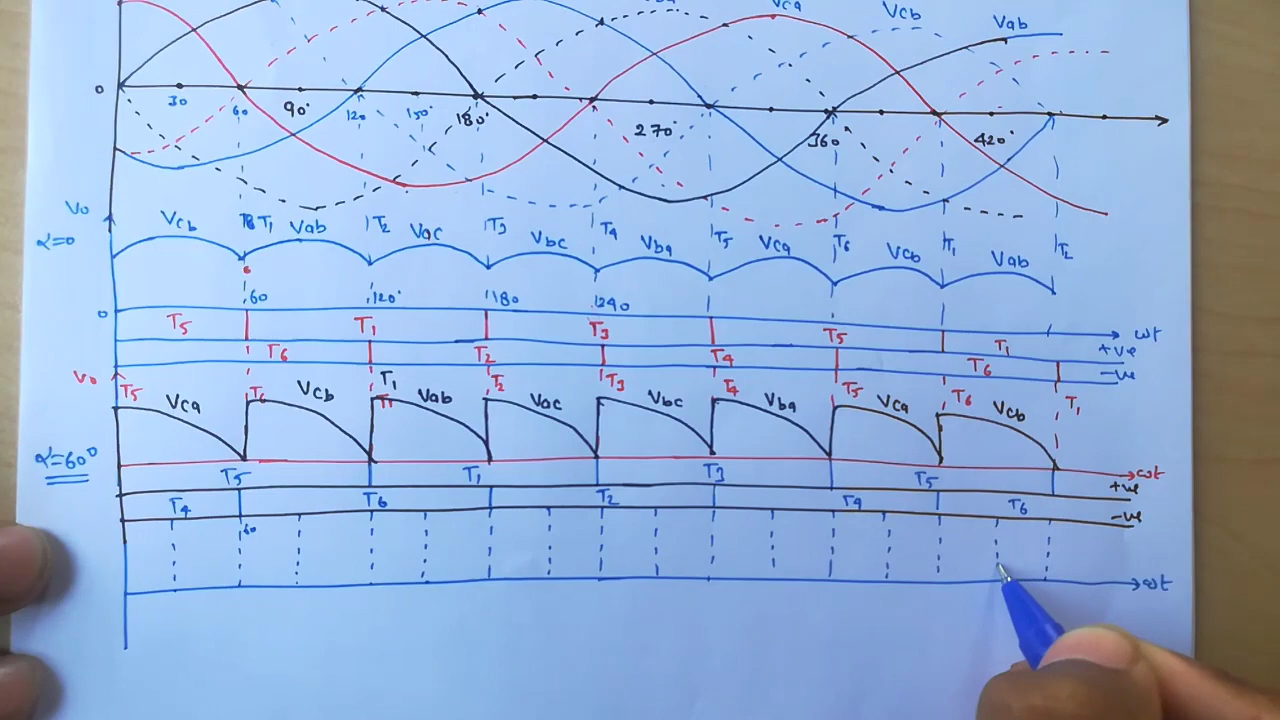 Vca Vcb Vab
0 30 60 90° 120 150° 180° 270° 360 420°
Vo
α=0 Vcb T1 Vab T2 Vac T3 Vbc T4 Vba T5 Vca T6 Vcb T1 Vab T2
0 60 120° 180 240
T5 T1 T3 T4 T5 T1 ωt
+ve
T6 T2 T4 T6 -ve
Vo T5 Vca T6 Vcb T1 Vab T2 Vac T3 Vbc T4 Vba T5 Vca T6 Vcb T1
α=60°
T5 T1 T3 T5 ωt
+ve
T4 T6 T2 T4 T6
-ve
60
ωt